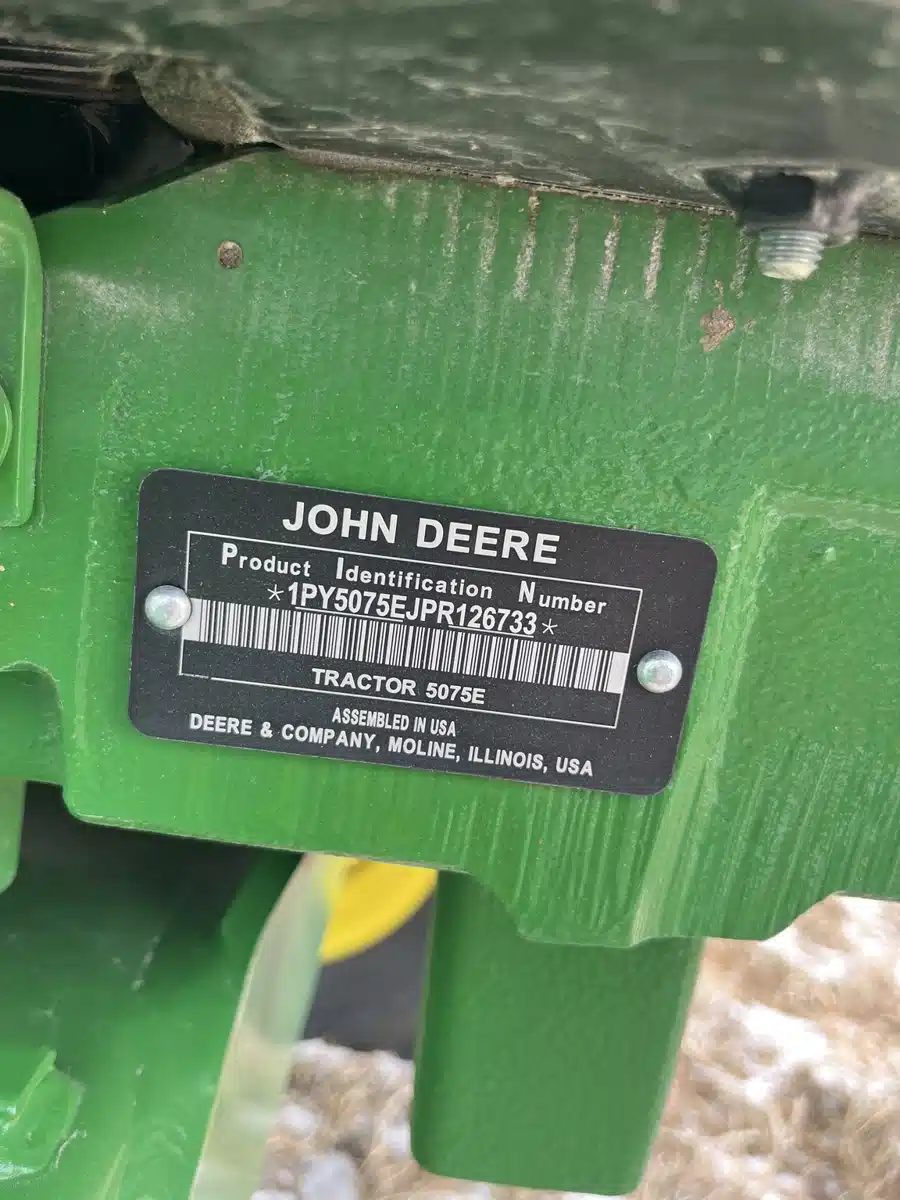 JOHN DEERE
Product Identification Number
*1PY5075EJPR126733*
TRACTOR 5075E
ASSEMBLED IN USA
DEERE & COMPANY, MOLINE, ILLINOIS, USA